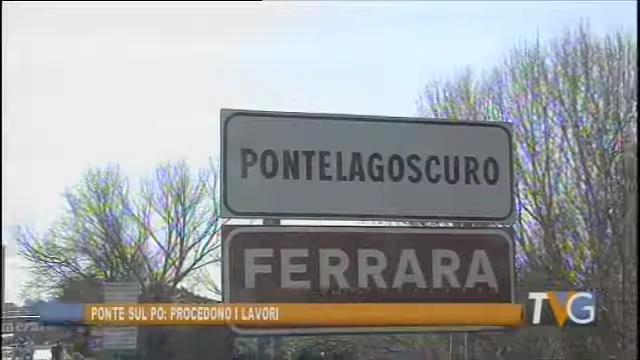 PONTELAGOSCURO
FERRARA
PONTE SUL PO: PROCEDONO I LAVORI
TVG